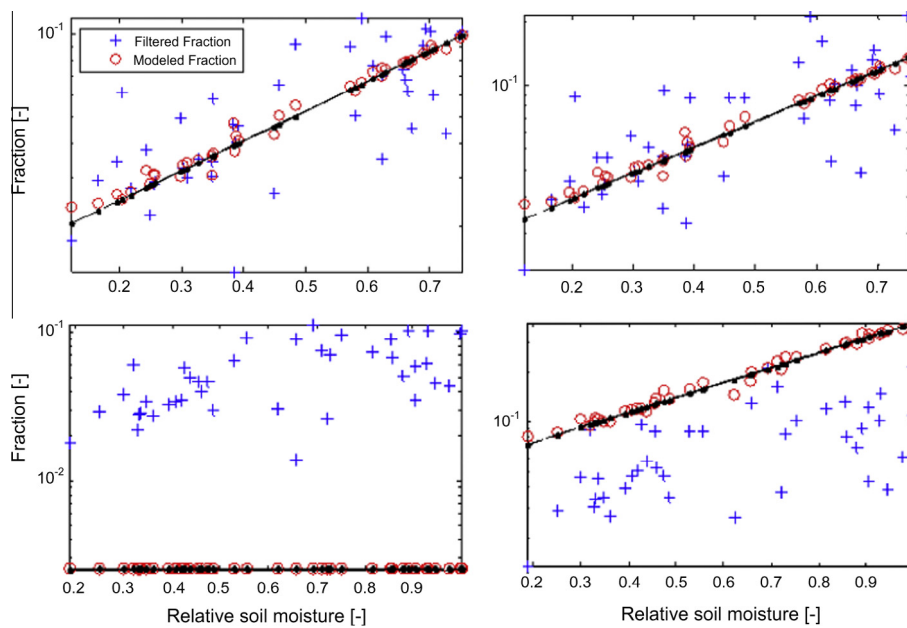 10⁻¹
+ Filtered Fraction
o Modeled Fraction
Fraction [-]
0.2 0.3 0.4 0.5 0.6 0.7
10⁻¹
0.2 0.3 0.4 0.5 0.6 0.7
10⁻¹
10⁻²
Fraction [-]
0.2 0.3 0.4 0.5 0.6 0.7 0.8 0.9
Relative soil moisture [-]
10⁻¹
0.2 0.3 0.4 0.5 0.6 0.7 0.8 0.9
Relative soil moisture [-]